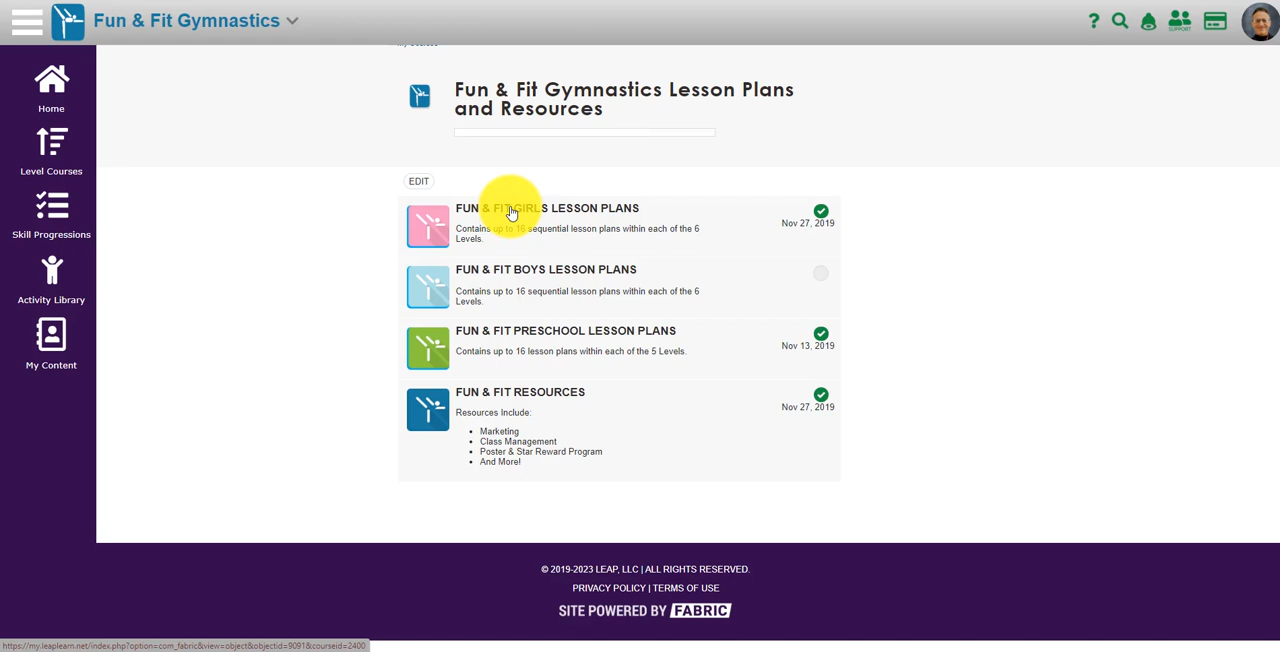 Fun & Fit Gymnastics
?
SUPPORT
My Courses
Home
Level Courses
Skill Progressions
Activity Library
My Content
Fun & Fit Gymnastics Lesson Plans
and Resources
EDIT
FUN & FIT GIRLS LESSON PLANS
Contains up to 16 sequential lesson plans within each of the 6
Levels.
Nov 27, 2019
FUN & FIT BOYS LESSON PLANS
Contains up to 16 sequential lesson plans within each of the 6
Levels.
FUN & FIT PRESCHOOL LESSON PLANS
Contains up to 16 lesson plans within each of the 5 Levels.
Nov 13, 2019
FUN & FIT RESOURCES
Resources Include:
Nov 27, 2019
• Marketing
• Class Management
• Poster & Star Reward Program
• And More!
© 2019-2023 LEAP, LLC | ALL RIGHTS RESERVED.
PRIVACY POLICY | TERMS OF USE
SITE POWERED BY FABRIC
https://my.leaplearn.net/index.php?option=com_fabric&view=object&objectid=9091&courseid=2400